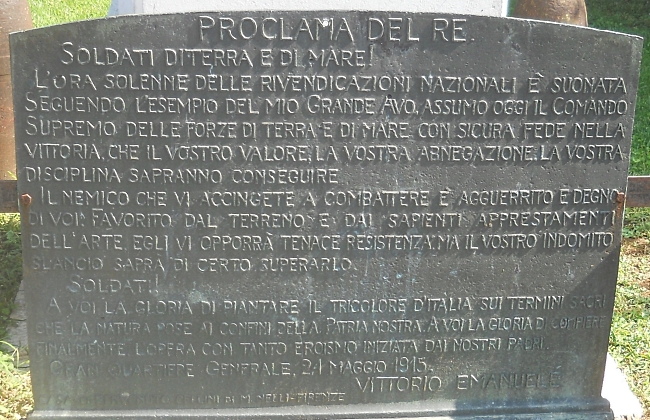 PROCLAMA DEL RE.
SOLDATI DI TERRA E DI MARE!
L'ORA SOLENNE DELLE RIVENDICAZIONI NAZIONALI È SUONATA
SEGUENDO L'ESEMPIO DEL MIO GRANDE AVO, ASSUMO OGGI IL COMANDO
SUPREMO DELLE FORZE DI TERRA E DI MARE CON SICURA FEDE NELLA
VITTORIA, CHE IL VOSTRO VALORE, LA VOSTRA ABNEGAZIONE, LA VOSTRA
DISCIPLINA SAPRANNO CONSEGUIRE
IL NEMICO CHE VI ACCINGETE A COMBATTERE È AGGUERRITO E DEGNO
DI VOI: FAVORITO DAL TERRENO E DAI SAPIENTI APPRESTAMENTI
DELL'ARTE, EGLI VI OPPORRÀ TENACE RESISTENZA, MA IL VOSTRO INDOMITO
SLANCIO SAPRÀ DI CERTO SUPERARLO.
SOLDATI!
A VOI LA GLORIA DI PIANTARE IL TRICOLORE D'ITALIA SUI TERMINI SACRI
CHE LA NATURA POSE AI CONFINI DELLA PATRIA NOSTRA. A VOI LA GLORIA DI COMPIERE
FINALMENTE L'OPERA CON TANTO EROISMO INIZIATA DAI NOSTRI PADRI.
GRAN QUARTIERE GENERALE, 24 MAGGIO 1915.
VITTORIO EMANUELE
DI M. NELLI-FIRENZE